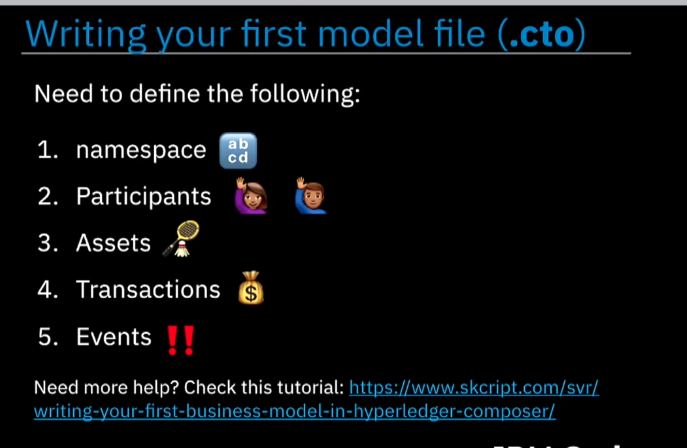 Writing your first model file (.cto)
Need to define the following:
1. namespace
2. Participants
3. Assets
4. Transactions
5. Events
Need more help? Check this tutorial: https://www.skcript.com/svr/
writing-your-first-business-model-in-hyperledger-composer/